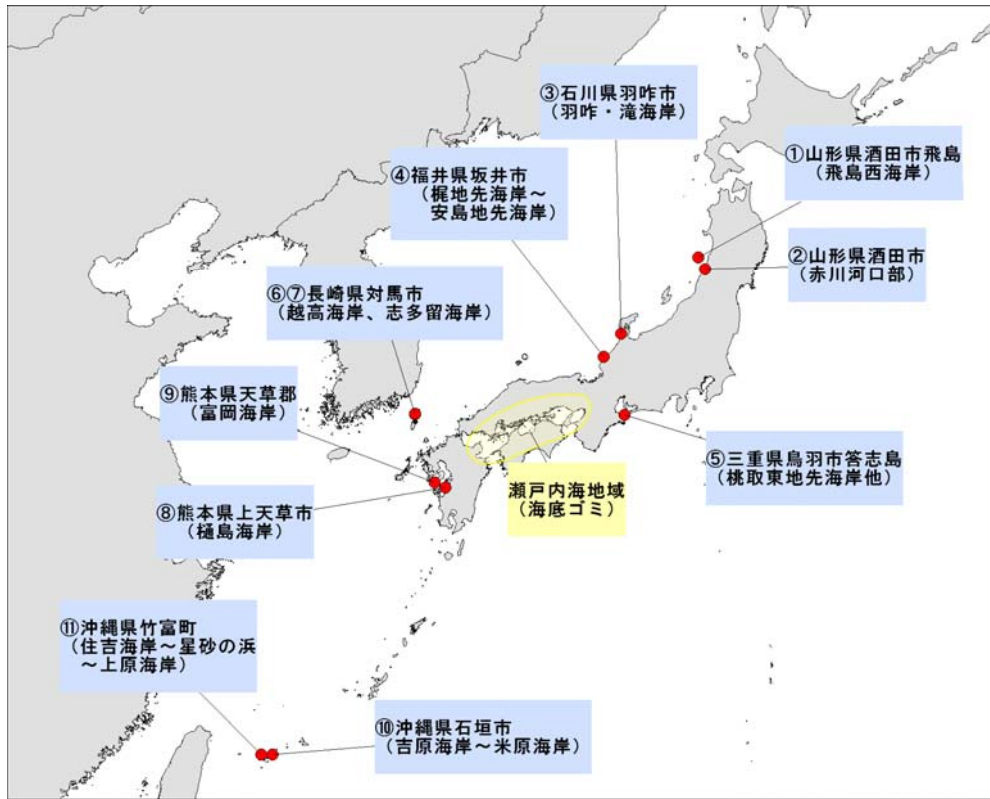 ③石川県羽咋市
（羽咋・滝海岸）
①山形県酒田市飛島
（飛島西海岸）
④福井県坂井市
（梶地先海岸～
安島地先海岸）
②山形県酒田市
（赤川河口部）
⑥⑦長崎県対馬市
（越高海岸、志多留海岸）
⑨熊本県天草郡
（富岡海岸）
⑤三重県鳥羽市答志島
（桃取東地先海岸他）
瀬戸内海地域
（海底ゴミ）
⑧熊本県上天草市
（樋島海岸）
⑪沖縄県竹富町
（住吉海岸～星砂の浜
～上原海岸）
⑩沖縄県石垣市
（吉原海岸～米原海岸）